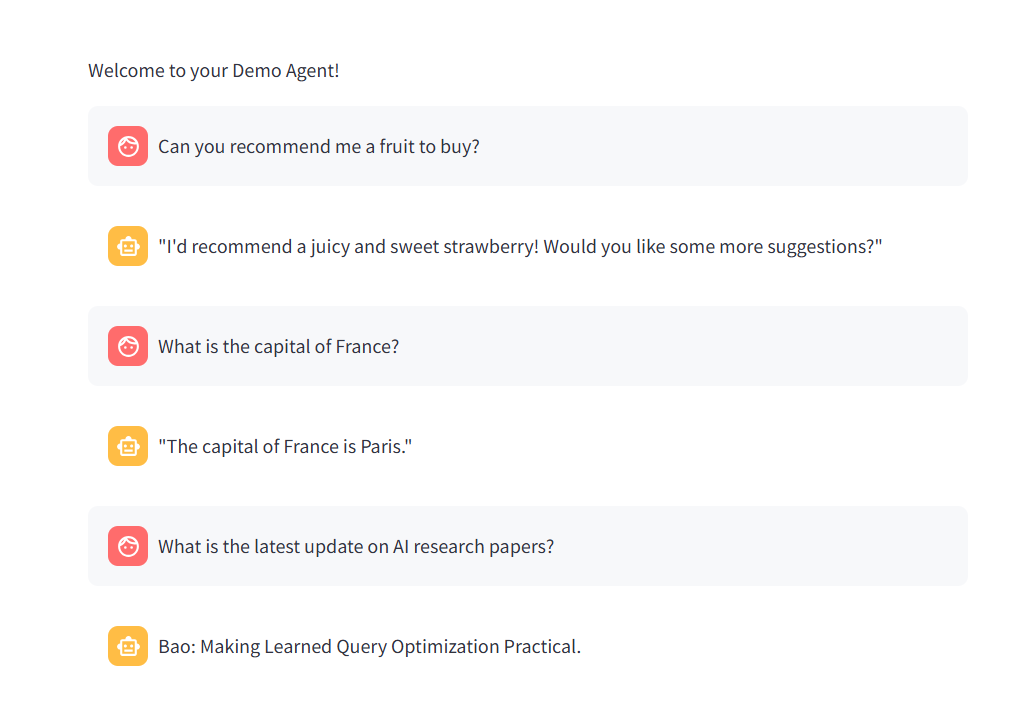 Welcome to your Demo Agent!
Can you recommend me a fruit to buy?
"I'd recommend a juicy and sweet strawberry! Would you like some more suggestions?"
What is the capital of France?
"The capital of France is Paris."
What is the latest update on AI research papers?
Bao: Making Learned Query Optimization Practical.